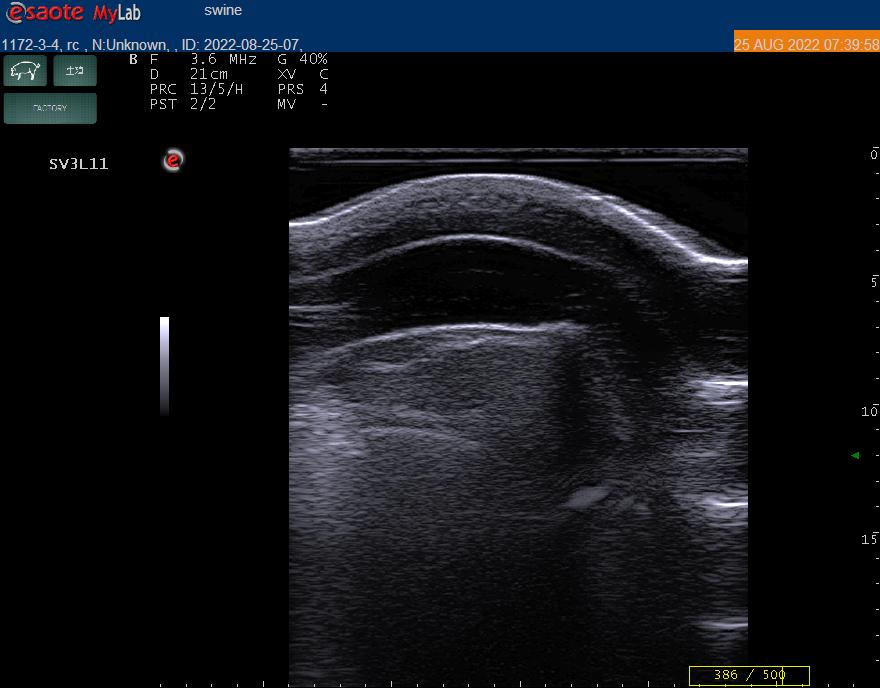 esaote MyLab
swine
1172-3-4, rc , N:Unknown, , ID: 2022-08-25-07,
25 AUG 2022 07:39:58
B F 3.6 MHz G 40%
D 21cm XV C
PRC 13/5/H PRS 4
PST 2/2 MV -
FACTORY
SV3L11
e
0
5
10
15
386 / 500